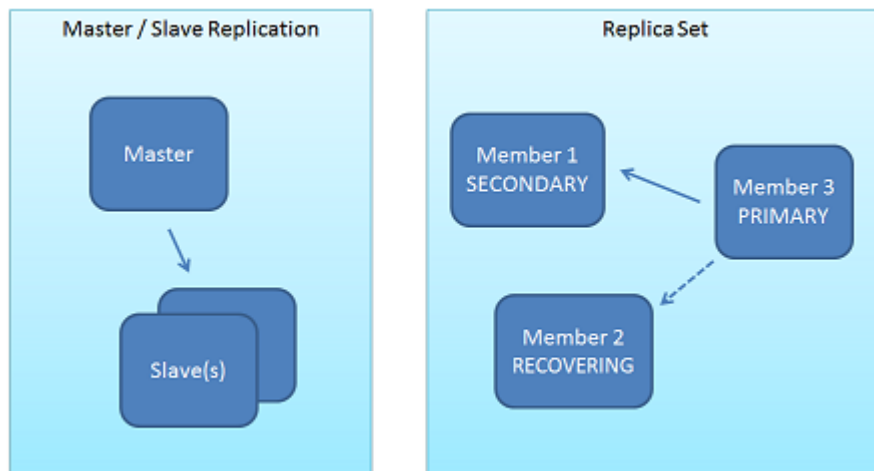 Master / Slave Replication
Master
Slave(s)
Replica Set
Member 1
SECONDARY
Member 3
PRIMARY
Member 2
RECOVERING